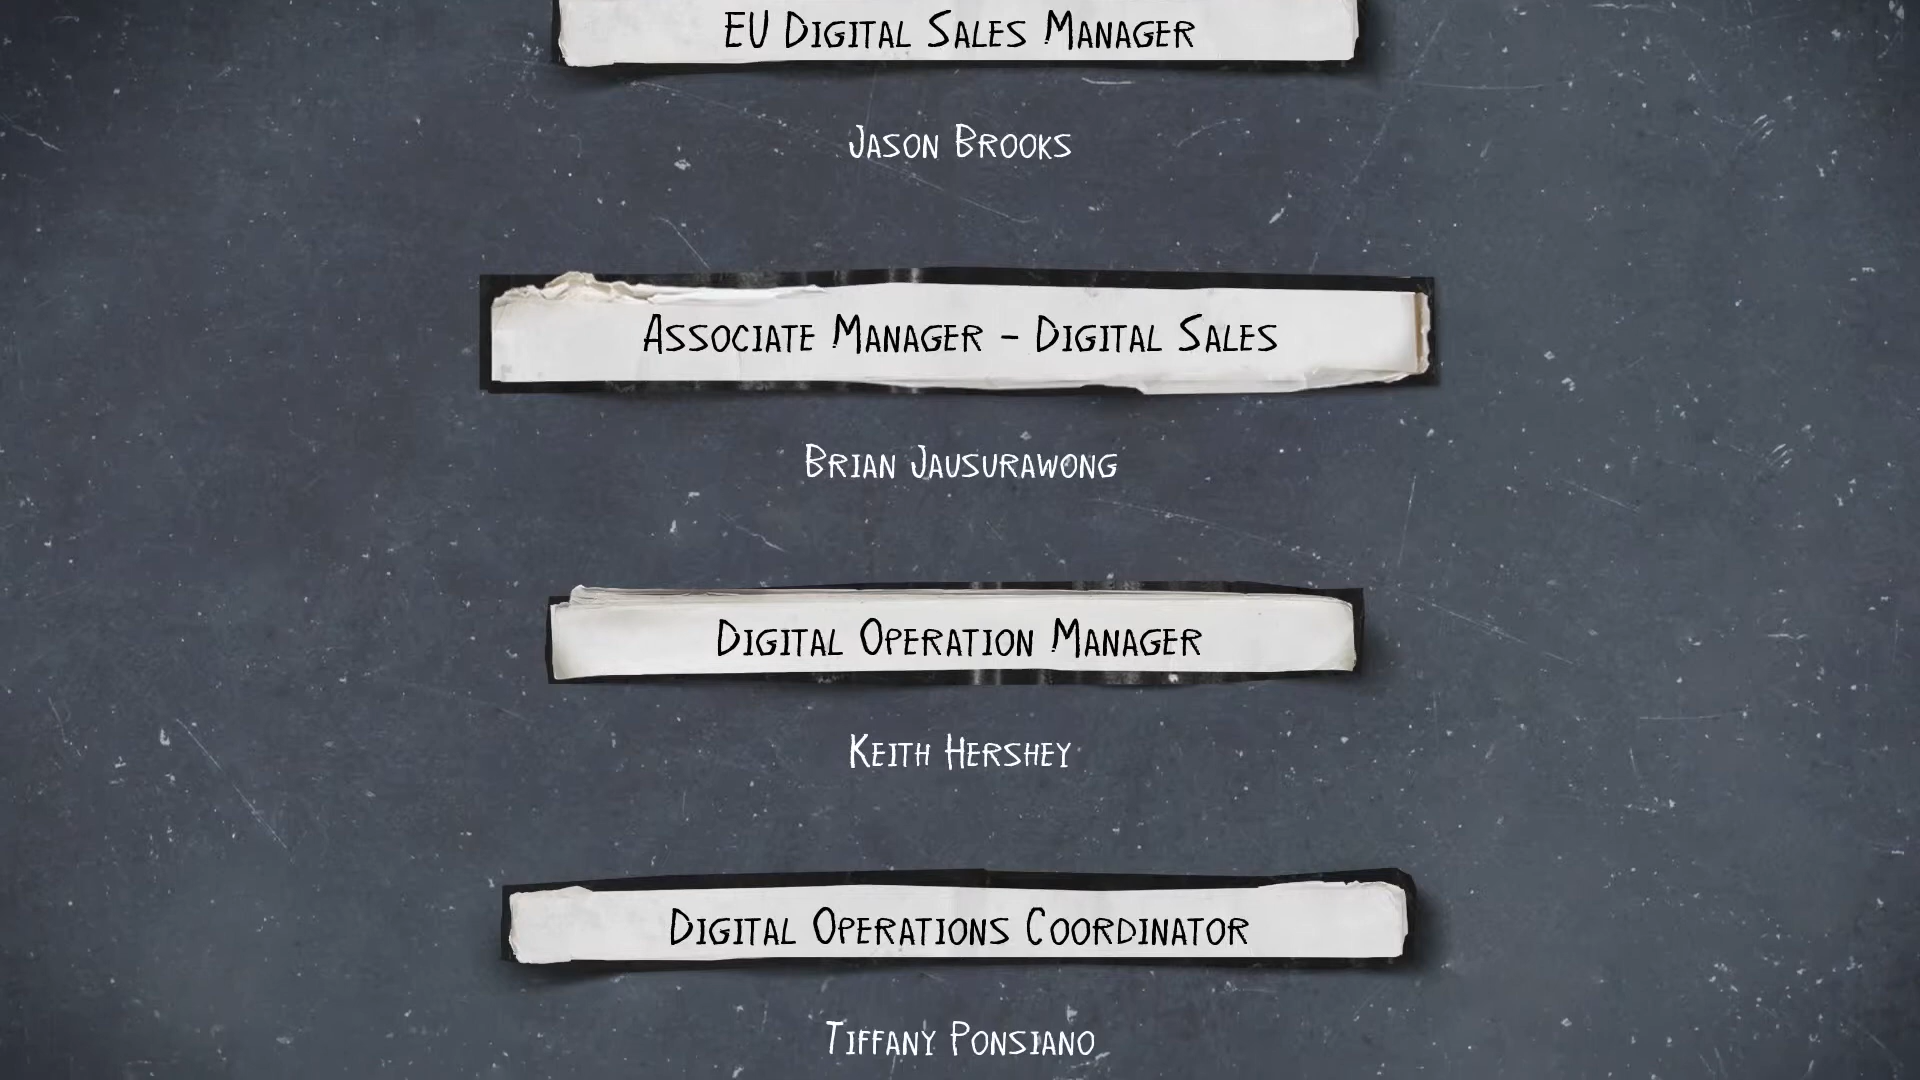 EU Digital Sales Manager
Jason Brooks
Associate Manager - Digital Sales
Brian Jausurawong
Digital Operation Manager
Keith Hershey
Digital Operations Coordinator
Tiffany Ponsiano